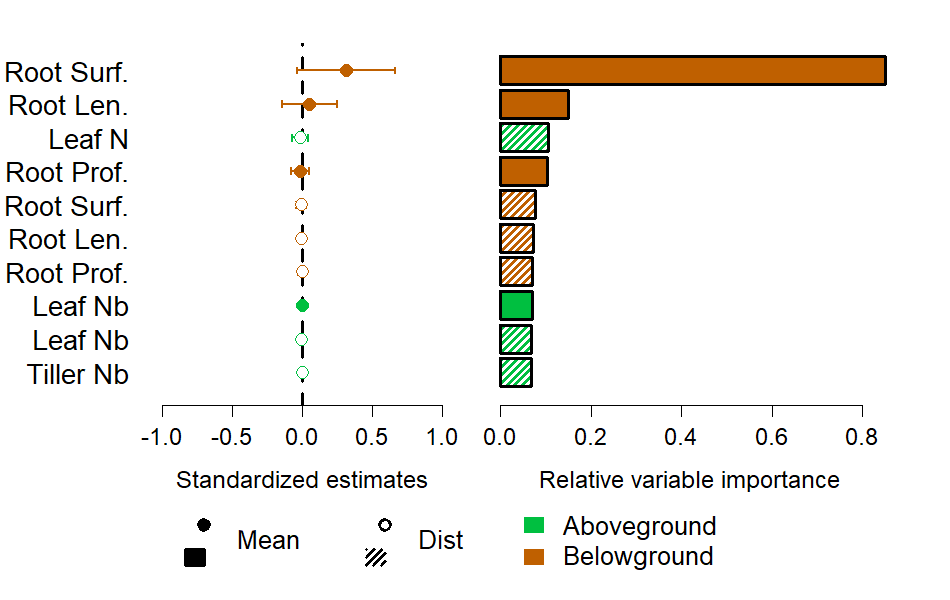 Root Surf.
Root Len.
Leaf N
Root Prof.
Root Surf.
Root Len.
Root Prof.
Leaf Nb
Leaf Nb
Tiller Nb
-1.0 -0.5 0.0 0.5 1.0 0.0 0.2 0.4 0.6 0.8
Standardized estimates Relative variable importance
Mean Dist Aboveground
Belowground